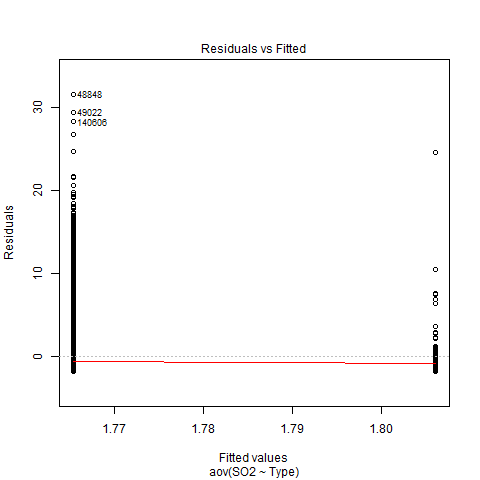 Residuals vs Fitted
Residuals
30
20
10
0
48848
49022
140606
1.77
1.78
1.79
1.80
Fitted values
aov(SO2 ~ Type)